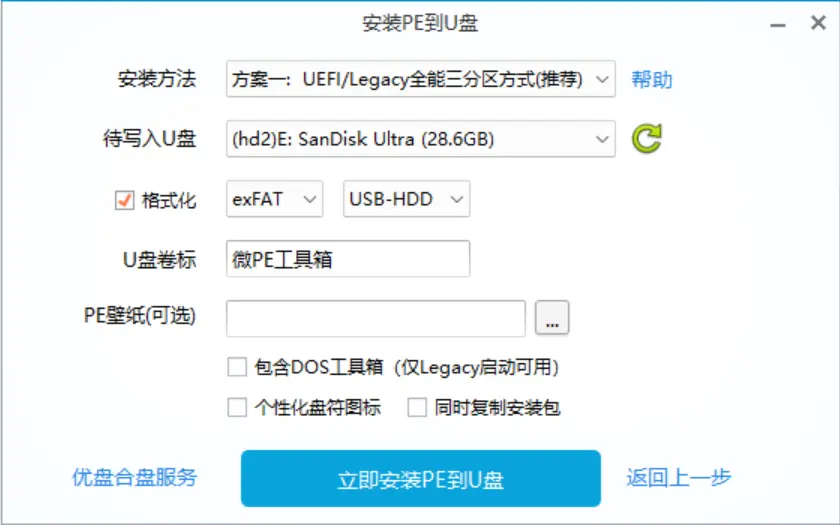 安装PE到U盘
安装方法 方案一：UEFI/Legacy全能三分区方式(推荐) 帮助
待写入U盘 (hd2)E: SanDisk Ultra (28.6GB)
格式化 exFAT USB-HDD
U盘卷标 微PE工具箱
PE壁纸(可选) ...
包含DOS工具箱（仅Legacy启动可用）
个性化盘符图标 同时复制安装包
优盘合盘服务 立即安装PE到U盘 返回上一步